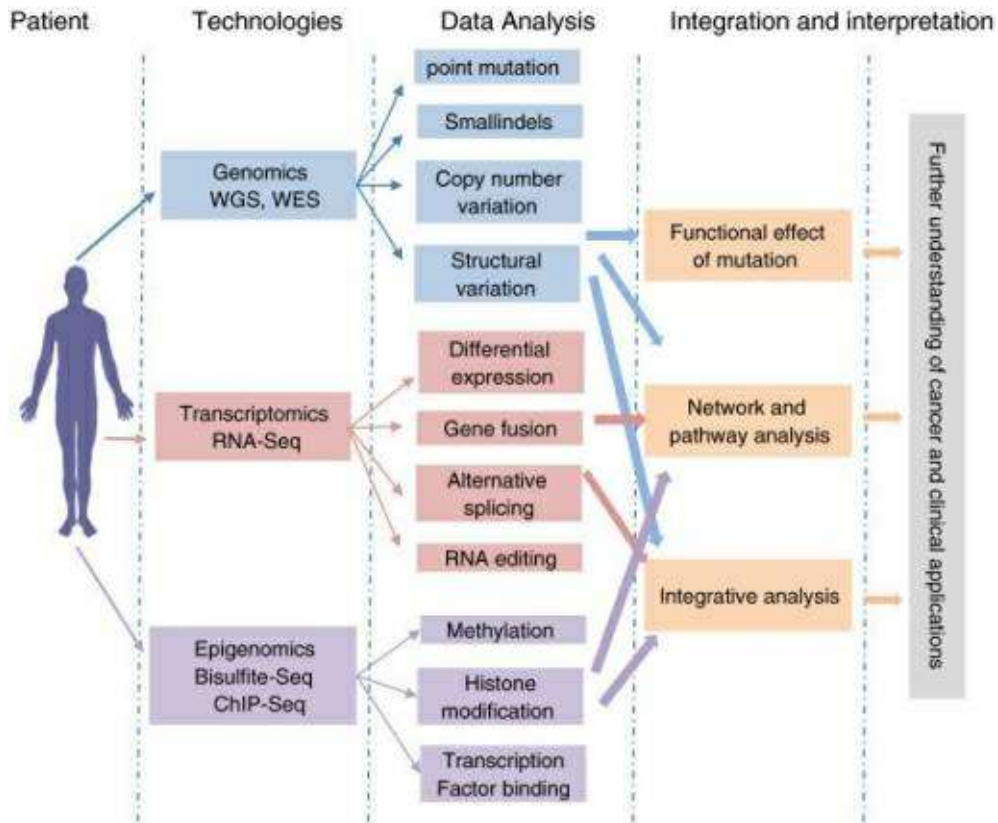 Patient
Technologies
Data Analysis
Integration and interpretation
Genomics
WGS, WES
Transcriptomics
RNA-Seq
Epigenomics
Bisulfite-Seq
ChIP-Seq
point mutation
Smallindels
Copy number
variation
Structural
variation
Differential
expression
Gene fusion
Alternative
splicing
RNA editing
Methylation
Histone
modification
Transcription
Factor binding
Functional effect
of mutation
Network and
pathway analysis
Integrative analysis
Further understanding of cancer and clinical applications